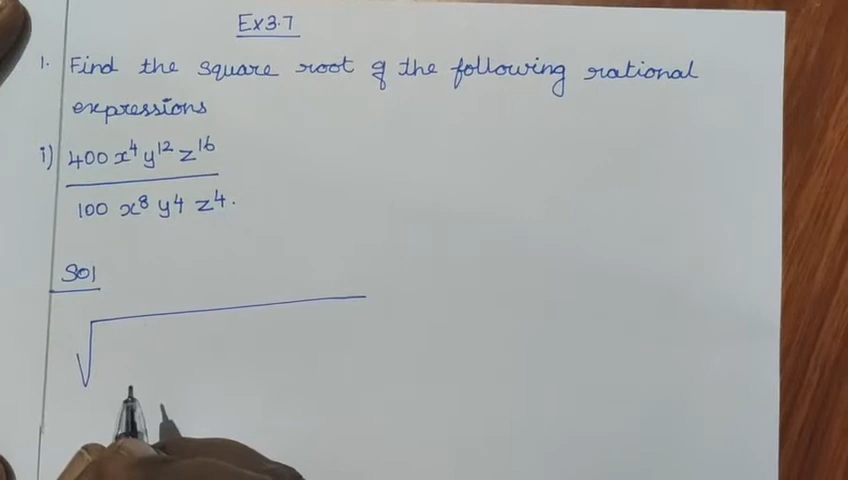 Ex 3.7
1. Find the square root of the following rational
expressions
i) 400 x⁴ y¹² z¹⁶
100 x⁸ y⁴ z⁴.
Sol
√